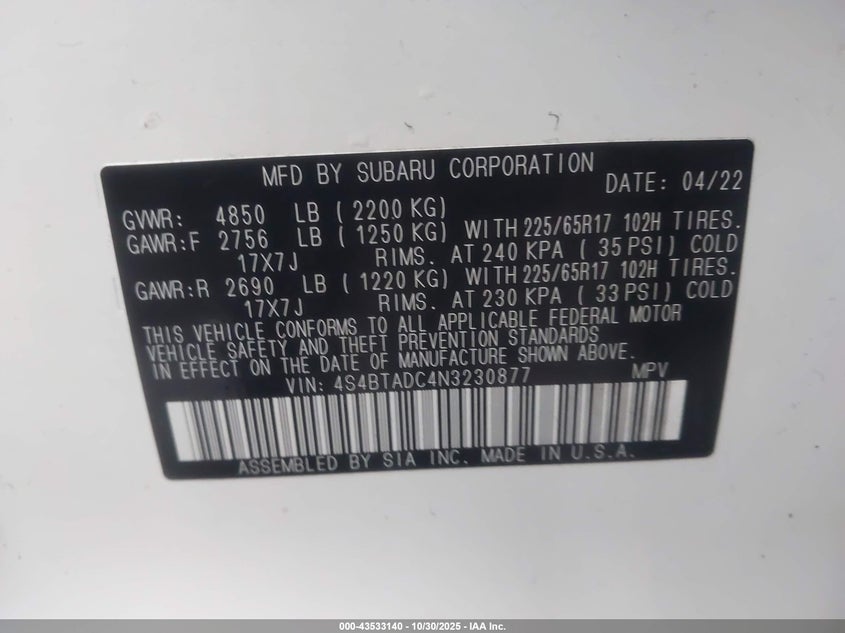 MFD BY SUBARU CORPORATION DATE: 04/22
GVWR: 4850 LB ( 2200 KG)
GAWR:F 2756 LB ( 1250 KG) WITH 225/65R17 102H TIRES.
17X7J RIMS. AT 240 KPA ( 35 PSI) COLD
GAWR:R 2690 LB ( 1220 KG) WITH 225/65R17 102H TIRES.
17X7J RIMS. AT 230 KPA ( 33 PSI) COLD
THIS VEHICLE CONFORMS TO ALL APPLICABLE FEDERAL MOTOR
VEHICLE SAFETY AND THEFT PREVENTION STANDARDS
IN EFFECT ON THE DATE OF MANUFACTURE SHOWN ABOVE.
VIN: 4S4BTADC4N3230877 MPV
ASSEMBLED BY SIA INC. MADE IN U.S.A.
000-43533140 - 10/30/2025 - IAA Inc.